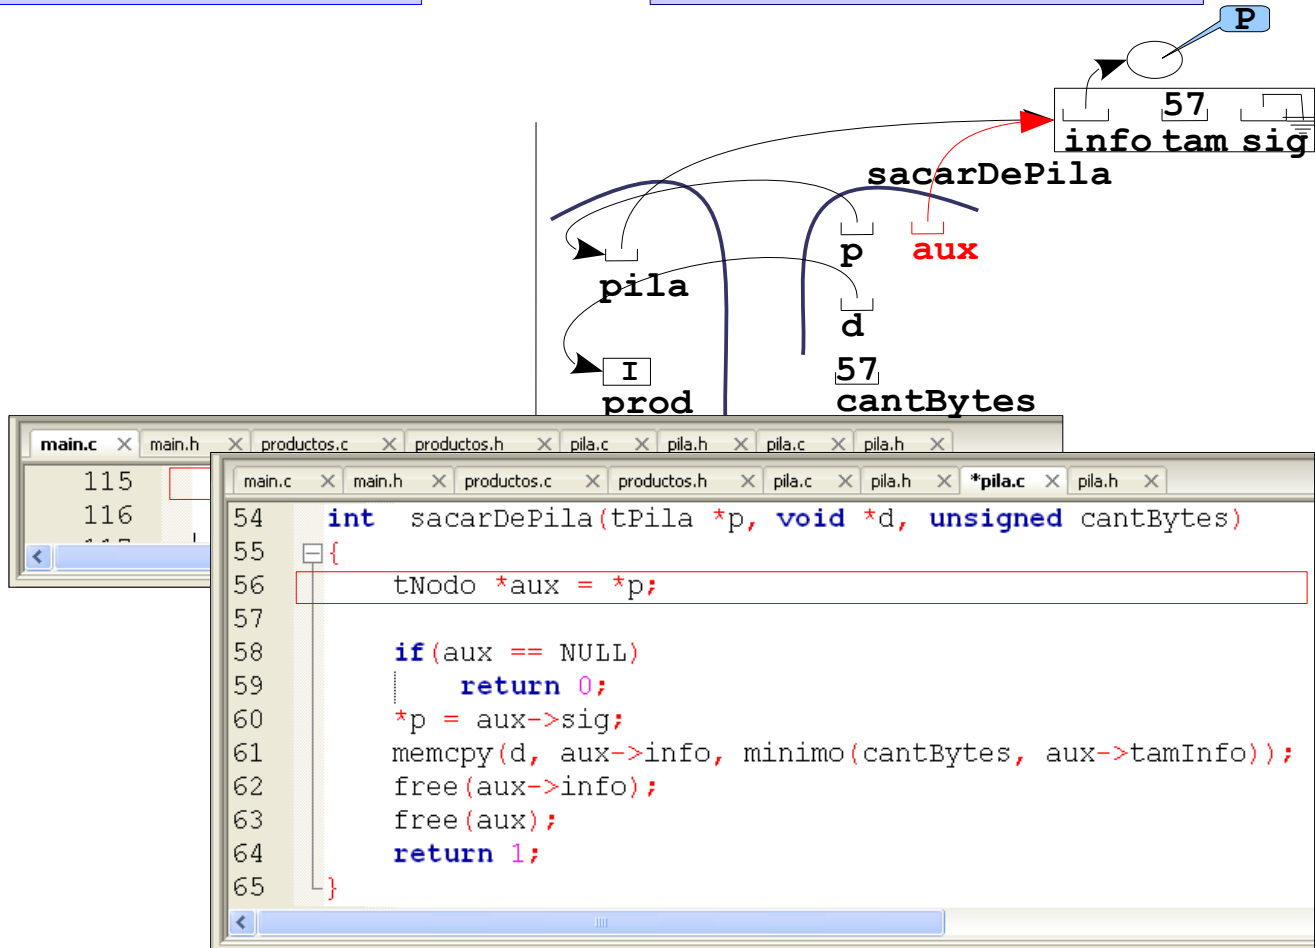 P
57
info tam sig
sacarDePila
p aux
pila
d
I 57
prod cantBytes
main.c main.h productos.c productos.h pila.c pila.h pila.c pila.h
115
116
main.c main.h productos.c productos.h pila.c pila.h *pila.c pila.h
54 int sacarDePila(tPila *p, void *d, unsigned cantBytes)
55 {
56 tNodo *aux = *p;
57
58 if(aux == NULL)
59 return 0;
60 *p = aux->sig;
61 memcpy(d, aux->info, minimo(cantBytes, aux->tamInfo));
62 free(aux->info);
63 free(aux);
64 return 1;
65 }